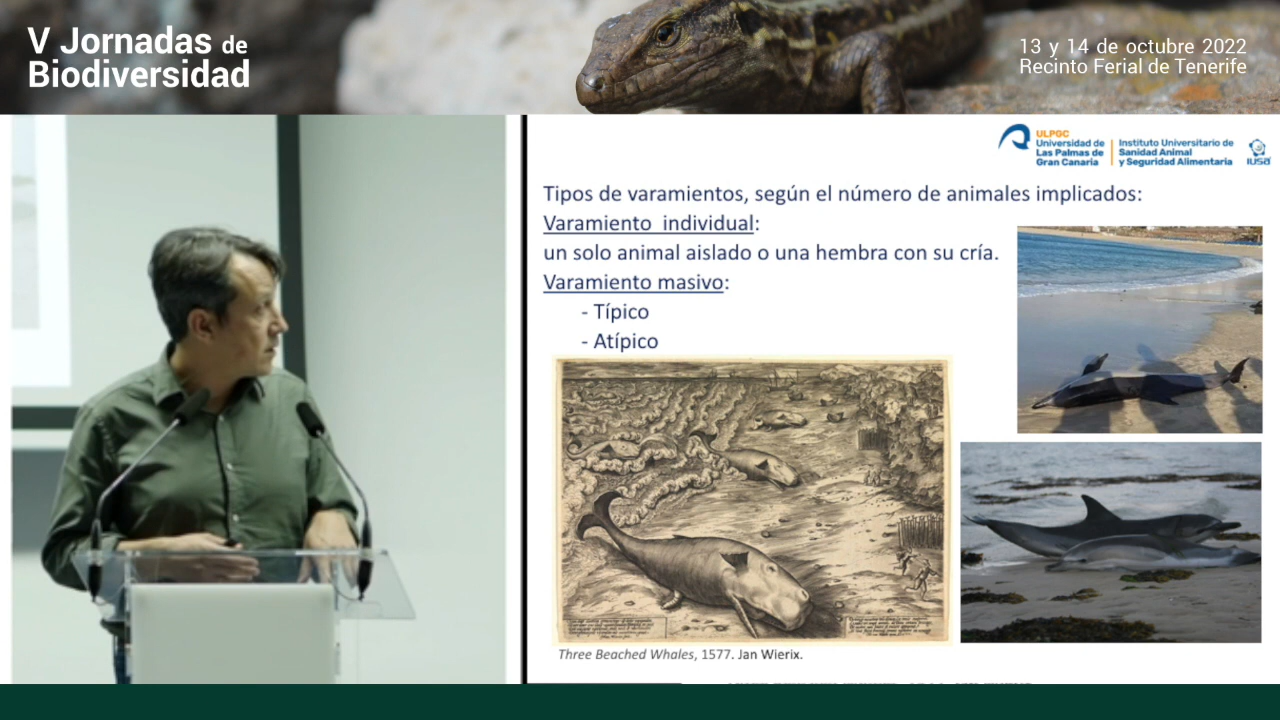 V Jornadas de
Biodiversidad
13 y 14 de octubre 2022
Recinto Ferial de Tenerife
ULPGC
Universidad de
Las Palmas de
Gran Canaria
Instituto Universitario de
Sanidad Animal
y Seguridad Alimentaria
IUSA
Tipos de varamientos, según el número de animales implicados:
Varamiento individual:
un solo animal aislado o una hembra con su cría.
Varamiento masivo:
- Típico
- Atípico
Three Beached Whales, 1577. Jan Wierix.